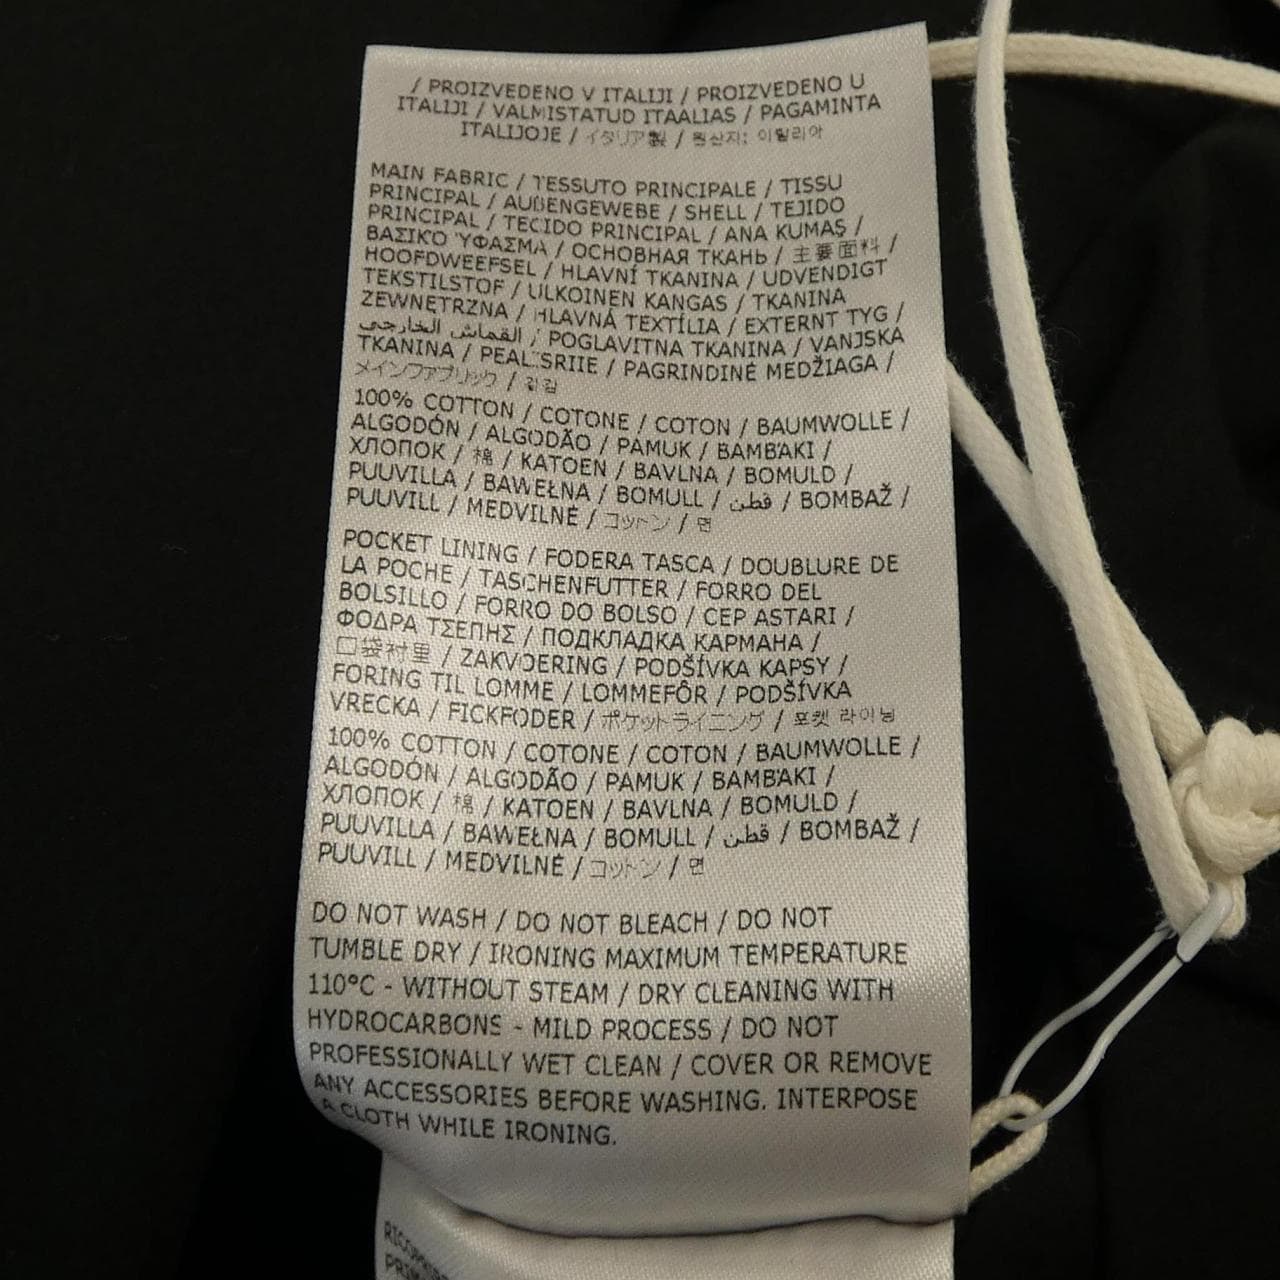 / PROIZVEDENO V ITALIJI / PROIZVEDENO U
ITALIJI / VALMISTATUD ITAALIAS / PAGAMINTA
ITALIJOJE / イタリア製 / 원산지: 이탈리아
MAIN FABRIC / TESSUTO PRINCIPALE / TISSU
PRINCIPAL / AUßENGEWEBE / SHELL / TEJIDO
PRINCIPAL / TECIDO PRINCIPAL / ANA KUMAŞ /
ΒΑΣΙΚΌ ΎΦΑΣΜΑ / ОСНОВНАЯ ТКАНЬ / 主要面料 /
HOOFDWEEFSEL / HLAVNÍ TKANINA / UDVENDIGT
TEKSTILSTOF / ULKOINEN KANGAS / TKANINA
ZEWNĘTRZNA / HLAVNÁ TEXTÍLIA / EXTERNT TYG /
القماش الخارجي / POGLAVITNA TKANINA / VANJSKA
TKANINA / PEALISRIIE / PAGRINDINĖ MEDŽIAGA /
メインファブリック / 겉감
100% COTTON / COTONE / COTON / BAUMWOLLE /
ALGODÓN / ALGODÃO / PAMUK / ΒΑΜΒΆΚΙ /
ХЛОПОК / 棉 / KATOEN / BAVLNA / BOMULD /
PUUVILLA / BAWEŁNA / BOMULL / قطن / BOMBAŽ /
PUUVILL / MEDVILNĖ / コットン / 면
POCKET LINING / FODERA TASCA / DOUBLURE DE
LA POCHE / TASCHENFUTTER / FORRO DEL
BOLSILLO / FORRO DO BOLSO / CEP ASTARI /
ΦΟΔΡΑ ΤΣΕΠΗΣ / ПОДКЛАДКА КАРМАНА /
口袋衬里 / ZAKVOERING / PODŠÍVKA KAPSY /
FORING TIL LOMME / LOMMEFÔR / PODŠÍVKA
VRECKA / FICKFODER / ポケットライニング / 포켓 라이닝
100% COTTON / COTONE / COTON / BAUMWOLLE /
ALGODÓN / ALGODÃO / PAMUK / ΒΑΜΒΆΚΙ /
ХЛОПОК / 棉 / KATOEN / BAVLNA / BOMULD /
PUUVILLA / BAWEŁNA / BOMULL / قطن / BOMBAŽ /
PUUVILL / MEDVILNĖ / コットン / 면
DO NOT WASH / DO NOT BLEACH / DO NOT
TUMBLE DRY / IRONING MAXIMUM TEMPERATURE
110°C - WITHOUT STEAM / DRY CLEANING WITH
HYDROCARBONS - MILD PROCESS / DO NOT
PROFESSIONALLY WET CLEAN / COVER OR REMOVE
ANY ACCESSORIES BEFORE WASHING. INTERPOSE
A CLOTH WHILE IRONING.